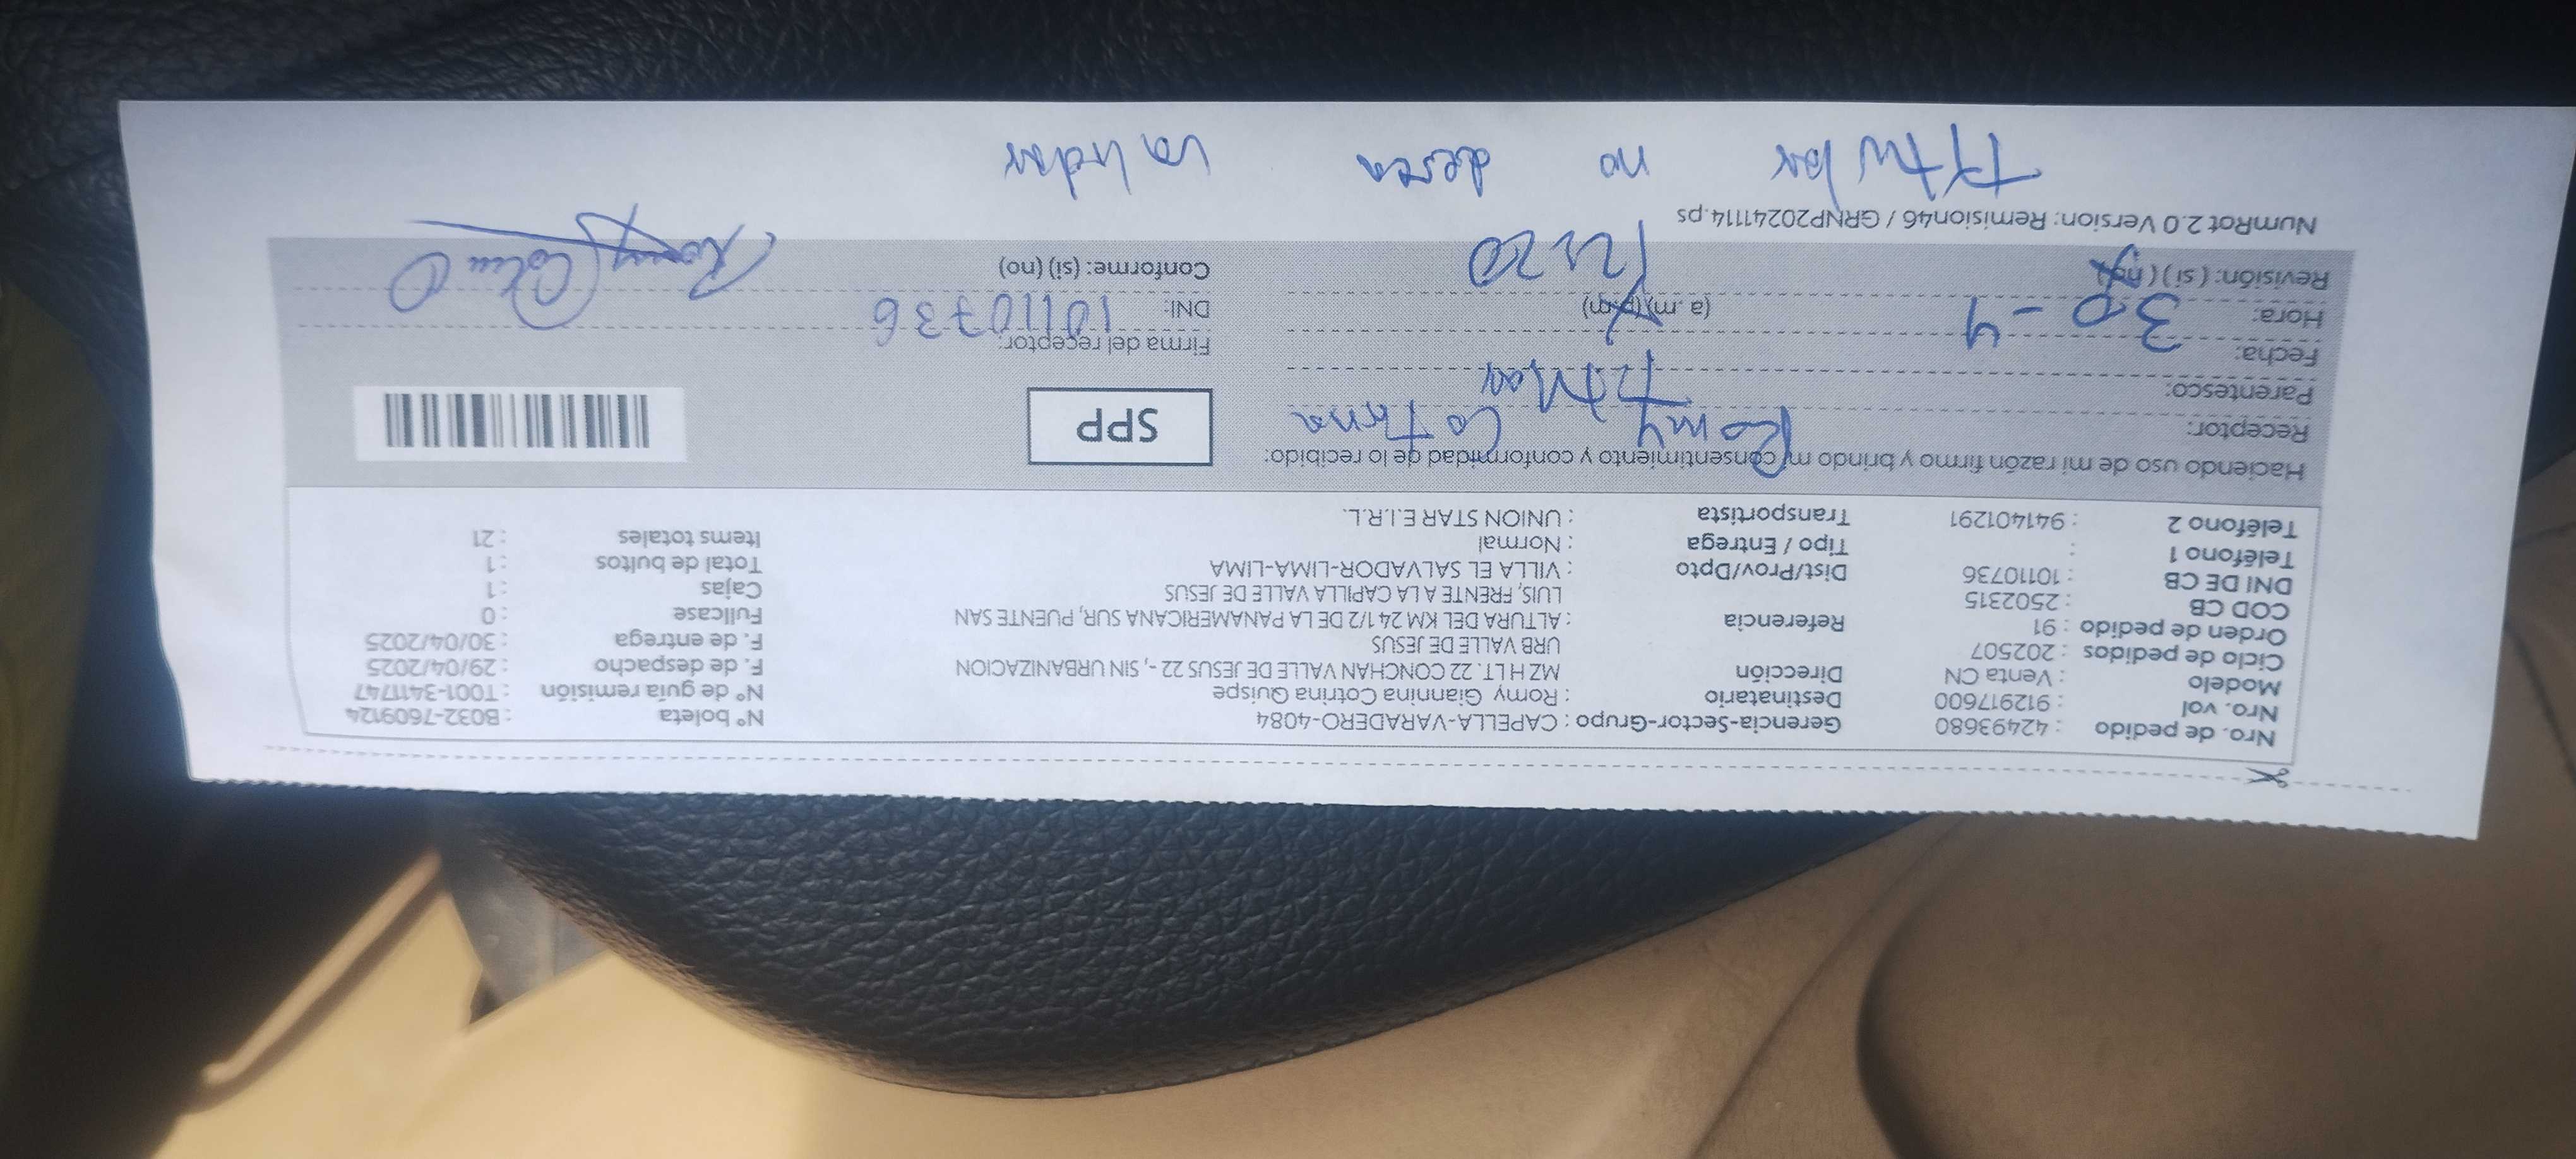 Nro. de pedido : 42493680 Gerencia-Sector-Grupo : CAPELLA-VARADERO-4084 N° boleta : B032-7609124
Nro. vol : 912917600 Destinatario : Romy Giannina Cotrina Quispe N° de guía remisión : T001-3411747
Modelo : Venta CN Dirección : MZ H LT. 22 CONCHAN VALLE DE JESUS 22 -, SIN URBANIZACION F. de despacho : 29/04/2025
Ciclo de pedidos : 202507 URB VALLE DE JESUS F. de entrega : 30/04/2025
Orden de pedido : 91 Referencia : ALTURA DEL KM 24 1/2 DE LA PANAMERICANA SUR, PUENTE SAN Fullcase : 0
COD CB : 2502315 LUIS, FRENTE A LA CAPILLA VALLE DE JESUS Cajas : 1
DNI DE CB : 10110736 Dist/Prov/Dpto : VILLA EL SALVADOR-LIMA-LIMA Total de bultos : 1
Teléfono 1 : Tipo / Entrega : Normal Items totales : 21
Teléfono 2 : 941401291 Transportista : UNION STAR E.I.R.L.
Haciendo uso de mi razón firmo y brindo mi consentimiento y conformidad de lo recibido:
Receptor: Romy Cotrina SPP
Parentesco: Titular
Fecha: 30-4 Firma del receptor:
Hora: 12:20 (a.m) (p.m) DNI: 10110736
Revisión: (si) (no) Conforme: (si) (no)
NumRot 2.0 Version: Remision46 / GRNP20241114.ps
Titular no desea validar